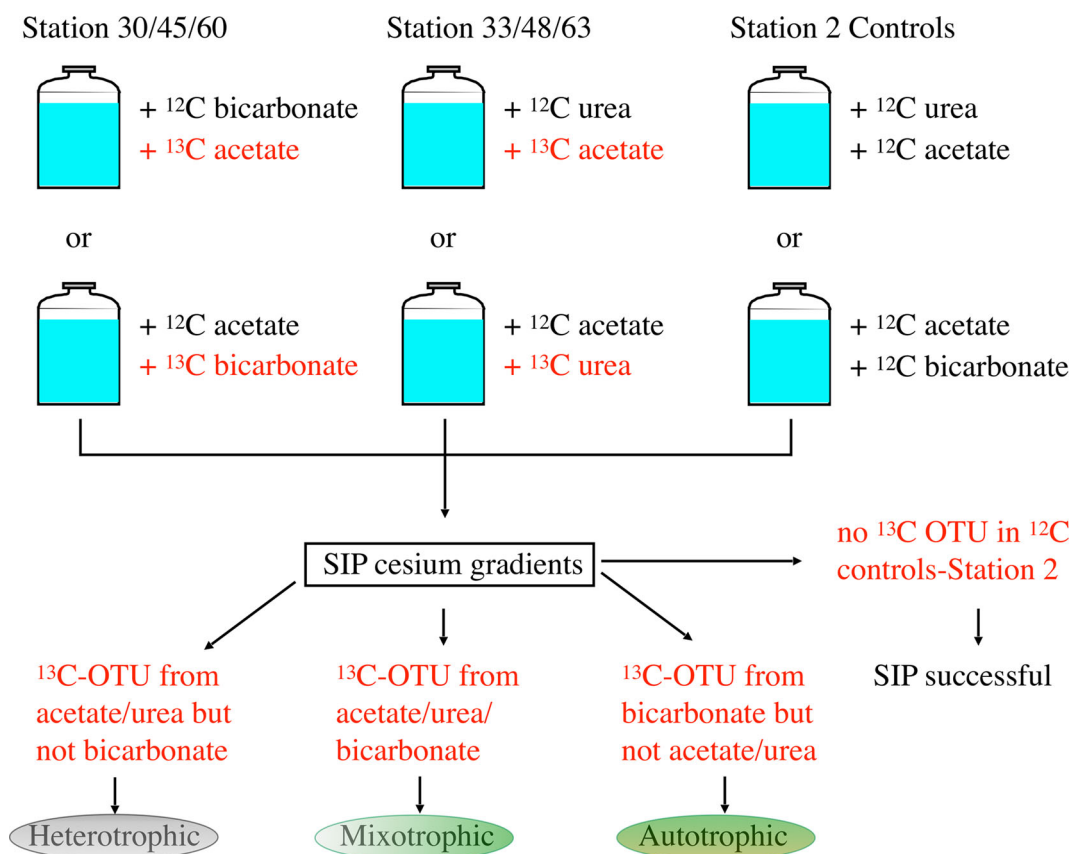 Station 30/45/60
+ ¹²C bicarbonate
+ ¹³C acetate
or
+ ¹²C acetate
+ ¹³C bicarbonate
Station 33/48/63
+ ¹²C urea
+ ¹³C acetate
or
+ ¹²C acetate
+ ¹³C urea
Station 2 Controls
+ ¹²C urea
+ ¹²C acetate
or
+ ¹²C acetate
+ ¹²C bicarbonate
SIP cesium gradients
no ¹³C OTU in ¹²C
controls-Station 2
SIP successful
¹³C-OTU from
acetate/urea but
not bicarbonate
Heterotrophic
¹³C-OTU from
acetate/urea/
bicarbonate
Mixotrophic
¹³C-OTU from
bicarbonate but
not acetate/urea
Autotrophic